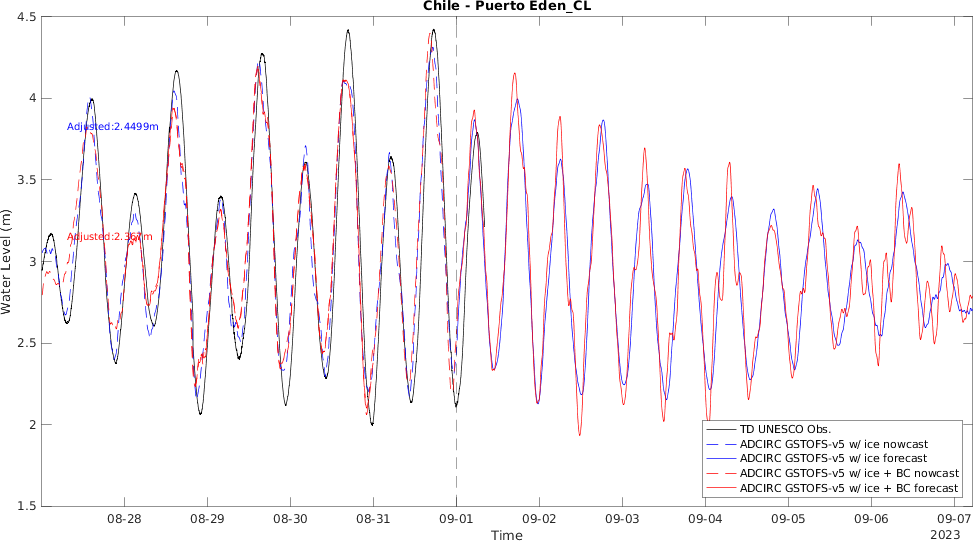 Chile - Puerto Eden_CL
4.5
4
3.5
3
2.5
2
1.5
Water Level (m)
Adjusted:2.4499m
Adjusted:2.367m
TD UNESCO Obs.
ADCIRC GSTOFS-v5 w/ ice nowcast
ADCIRC GSTOFS-v5 w/ ice forecast
ADCIRC GSTOFS-v5 w/ ice + BC nowcast
ADCIRC GSTOFS-v5 w/ ice + BC forecast
08-28 08-29 08-30 08-31 09-01 09-02 09-03 09-04 09-05 09-06 09-07
Time
2023